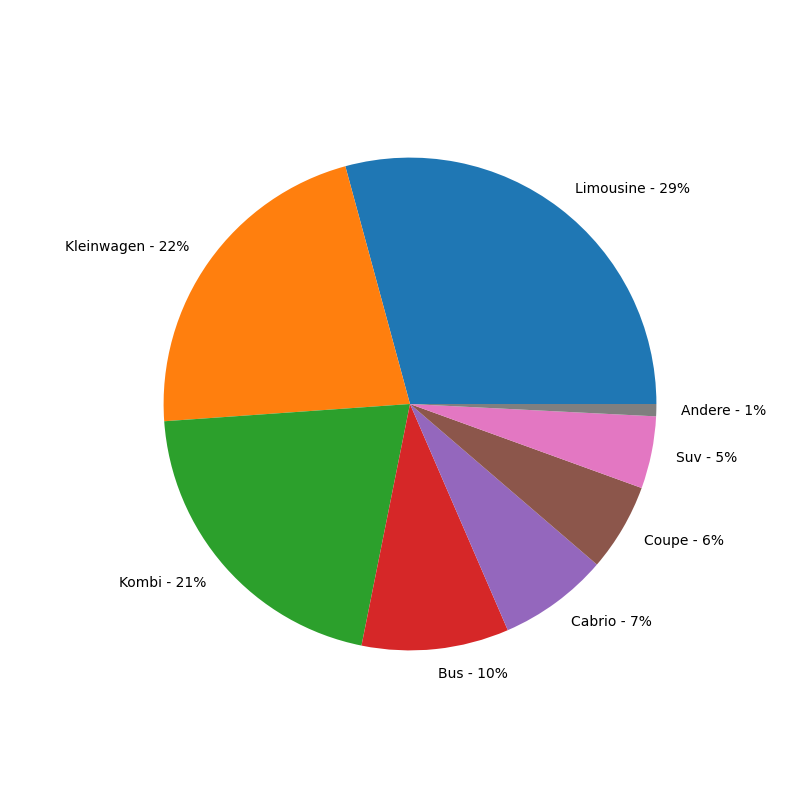 Limousine - 29%
Kleinwagen - 22%
Kombi - 21%
Bus - 10%
Cabrio - 7%
Coupe - 6%
Suv - 5%
Andere - 1%